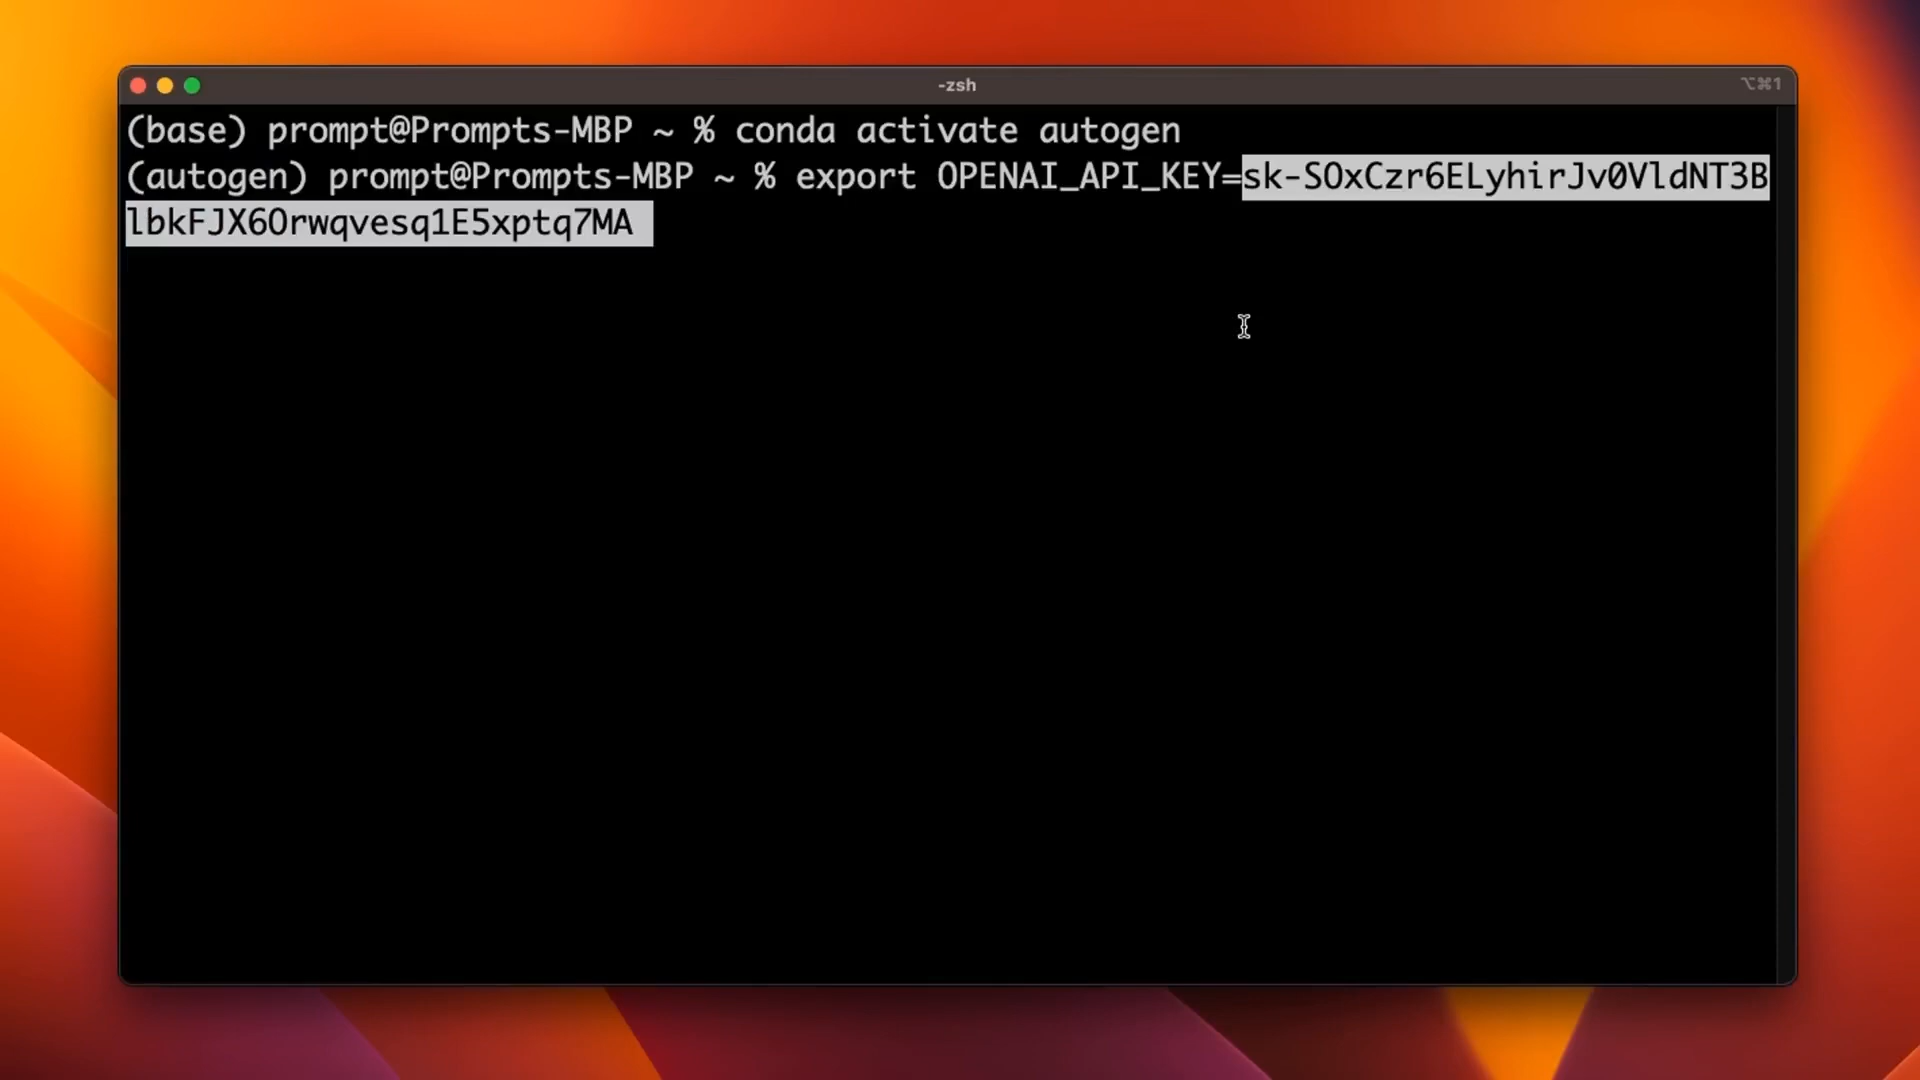 -zsh
⌥⌘1
(base) prompt@Prompts-MBP ~ % conda activate autogen
(autogen) prompt@Prompts-MBP ~ % export OPENAI_API_KEY=sk-SOxCzr6ELyhirJv0VldNT3B
lbkFJX6Orwqvesq1E5xptq7MA